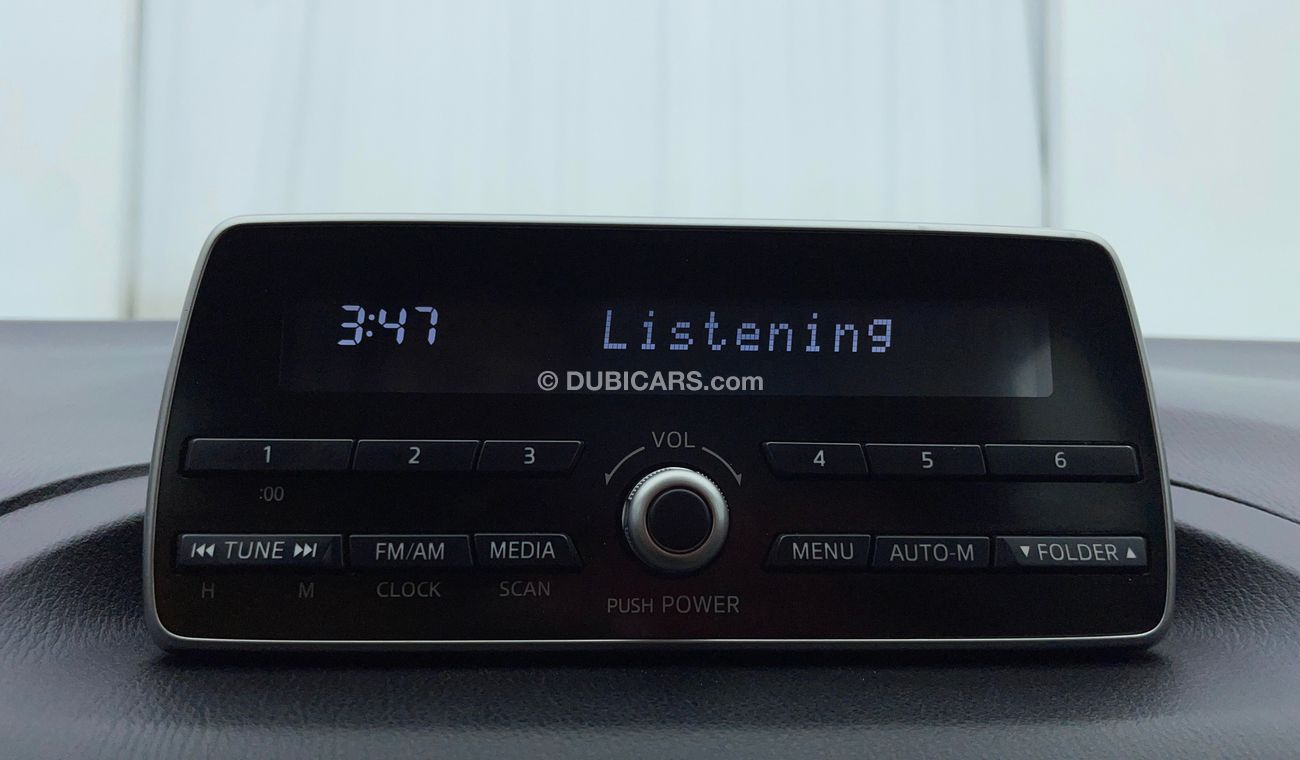 3:47 Listening
© DUBICARS.com
VOL
1 2 3 4 5 6
:00
TUNE FM/AM MEDIA MENU AUTO-M FOLDER
H M CLOCK SCAN
PUSH POWER